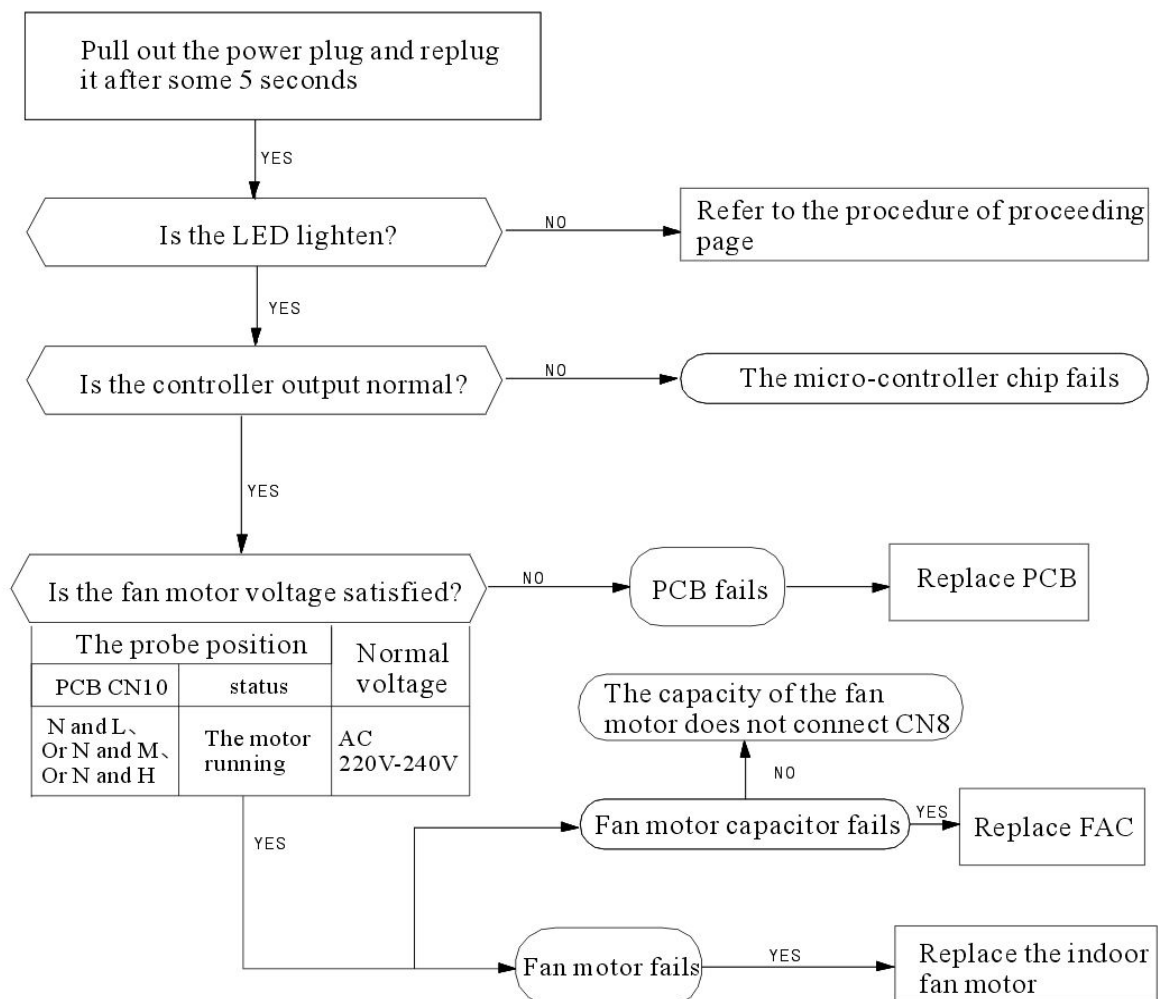 Pull out the power plug and replug
it after some 5 seconds
YES
Is the LED lighten?
NO
Refer to the procedure of proceeding
page
YES
Is the controller output normal?
NO
The micro-controller chip fails
YES
Is the fan motor voltage satisfied?
NO
PCB fails
Replace PCB
The probe position
Normal
voltage
PCB CN10
status
N and L、
Or N and M、
Or N and H
The motor
running
AC
220V-240V
The capacity of the fan
motor does not connect CN8
NO
YES
Fan motor capacitor fails
YES
Replace FAC
Fan motor fails
YES
Replace the indoor
fan motor